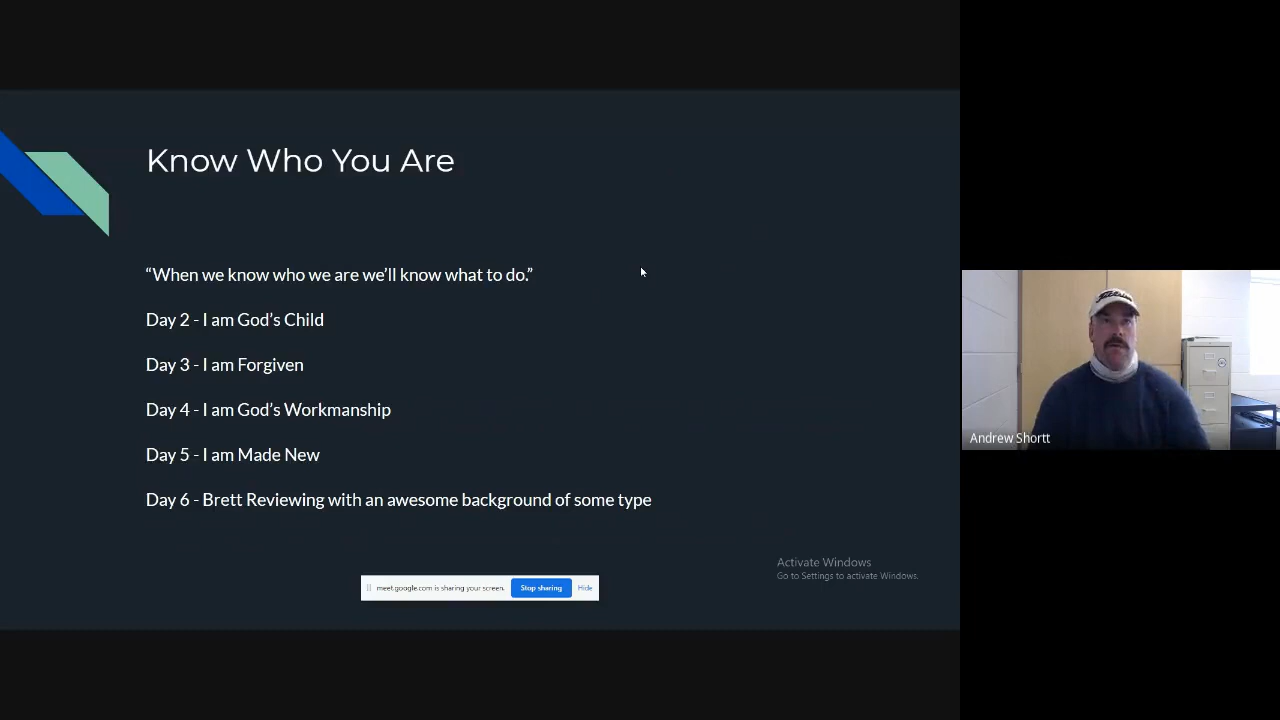 Know Who You Are
“When we know who we are we’ll know what to do.”
Day 2 - I am God’s Child
Day 3 - I am Forgiven
Day 4 - I am God’s Workmanship
Day 5 - I am Made New
Day 6 - Brett Reviewing with an awesome background of some type
Activate Windows
Go to Settings to activate Windows.
meet.google.com is sharing your screen.
Stop sharing
Hide
Titleist
Andrew Shortt